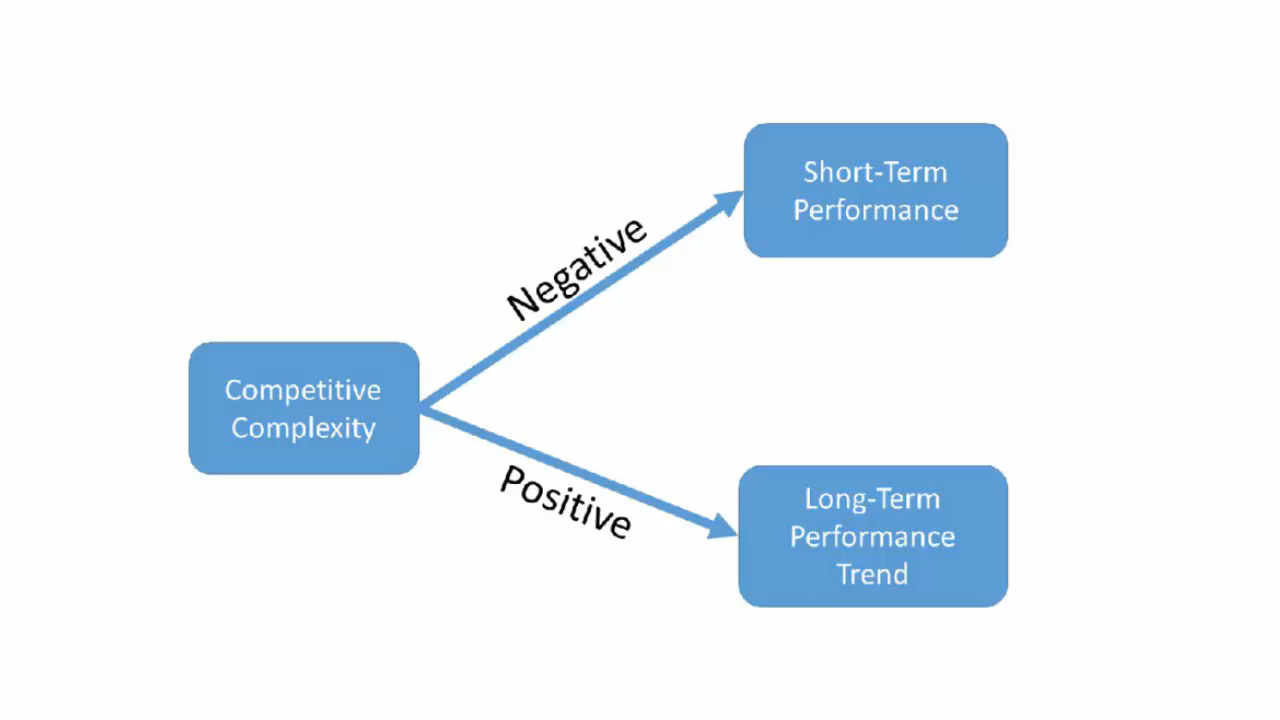 Short-Term
Performance
Negative
Competitive
Complexity
Positive
Long-Term
Performance
Trend